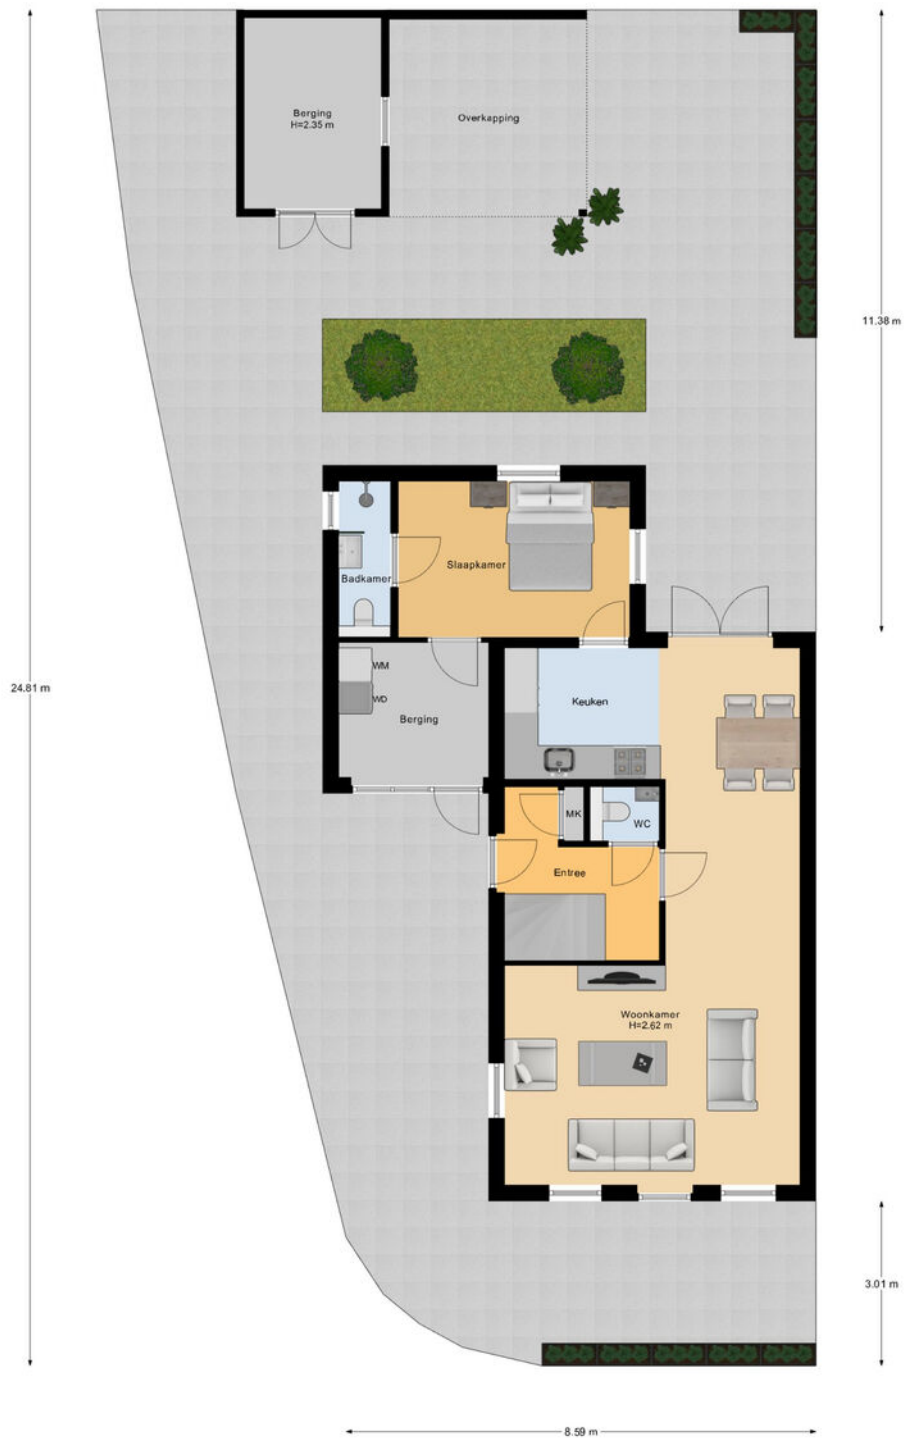 Berging
H=2.35 m
Overkapping
11.38 m
Slaapkamer
Badkamer
WM
24.81 m
WD
Keuken
Berging
MK
WC
Entree
Woonkamer
H=2.62 m
3.01 m
8.59 m